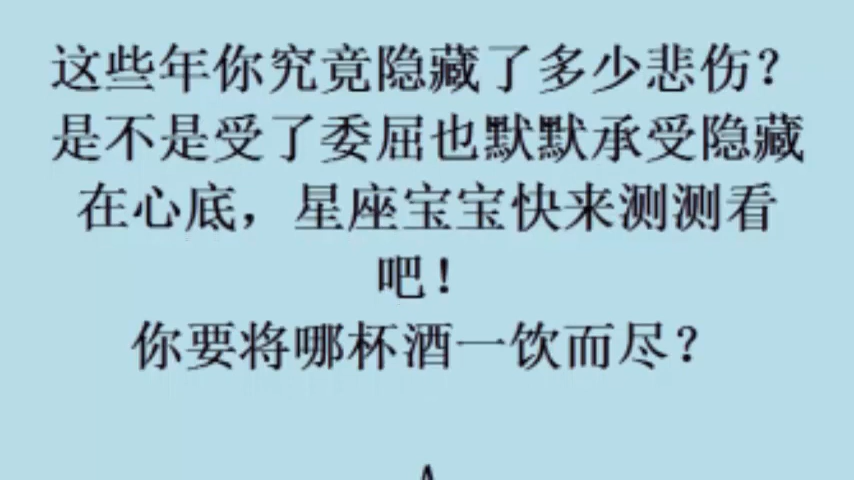 这些年你究竟隐藏了多少悲伤？
是不是受了委屈也默默承受隐藏
在心底，星座宝宝快来测测看
吧！
你要将哪杯酒一饮而尽？
A